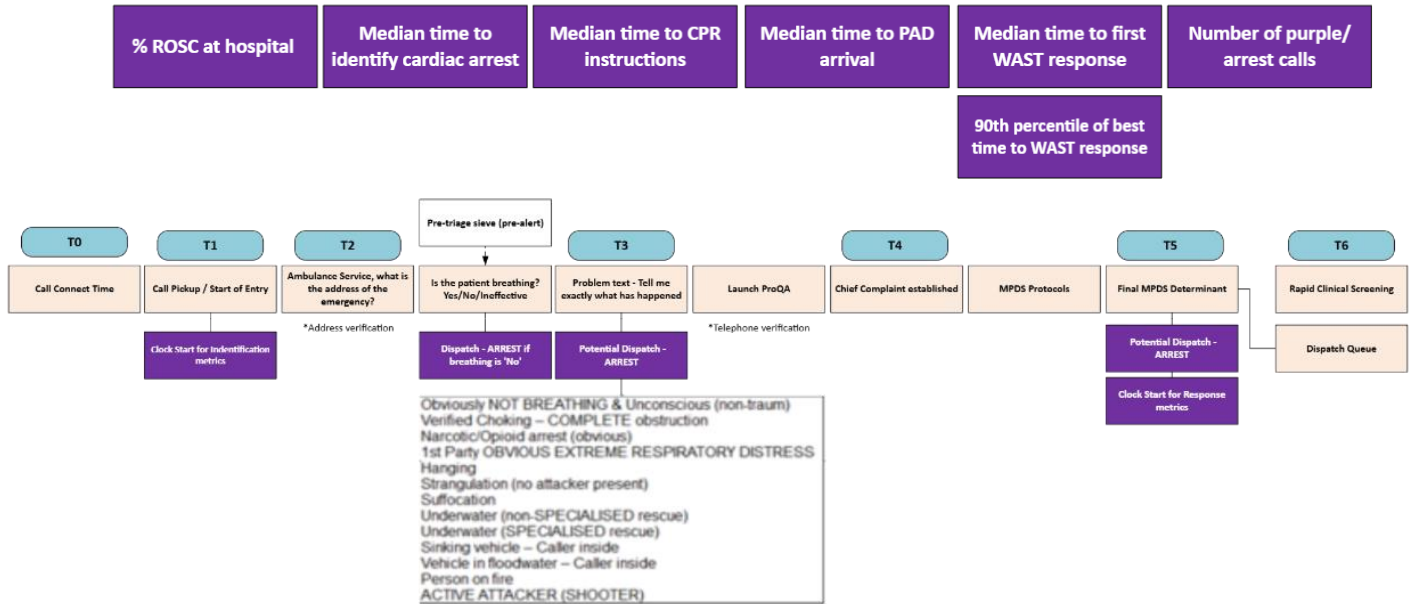 % ROSC at hospital
Median time to
identify cardiac arrest
Median time to CPR
instructions
Median time to PAD
arrival
Median time to first
WAST response
Number of purple/
arrest calls
90th percentile of best
time to WAST response
Pre-triage sieve (pre-alert)
T0
T1
T2
T3
T4
T5
T6
Call Connect Time
Call Pickup / Start of Entry
Ambulance Service, what is
the address of the
emergency?
Is the patient breathing?
Yes/No/Ineffective
Problem text - Tell me
exactly what has happened
Launch ProQA
Chief Complaint established
MPDS Protocols
Final MPDS Determinant
Rapid Clinical Screening
*Address verification
*Telephone verification
Clock Start for Indentification
metrics
Dispatch - ARREST if
breathing is 'No'
Potential Dispatch -
ARREST
Potential Dispatch -
ARREST
Dispatch Queue
Clock Start for Response
metrics
Obviously NOT BREATHING & Unconscious (non-traum)
Verified Choking – COMPLETE obstruction
Narcotic/Opioid arrest (obvious)
1st Party OBVIOUS EXTREME RESPIRATORY DISTRESS
Hanging
Strangulation (no attacker present)
Suffocation
Underwater (non-SPECIALISED rescue)
Underwater (SPECIALISED rescue)
Sinking vehicle – Caller inside
Vehicle in floodwater – Caller inside
Person on fire
ACTIVE ATTACKER (SHOOTER)